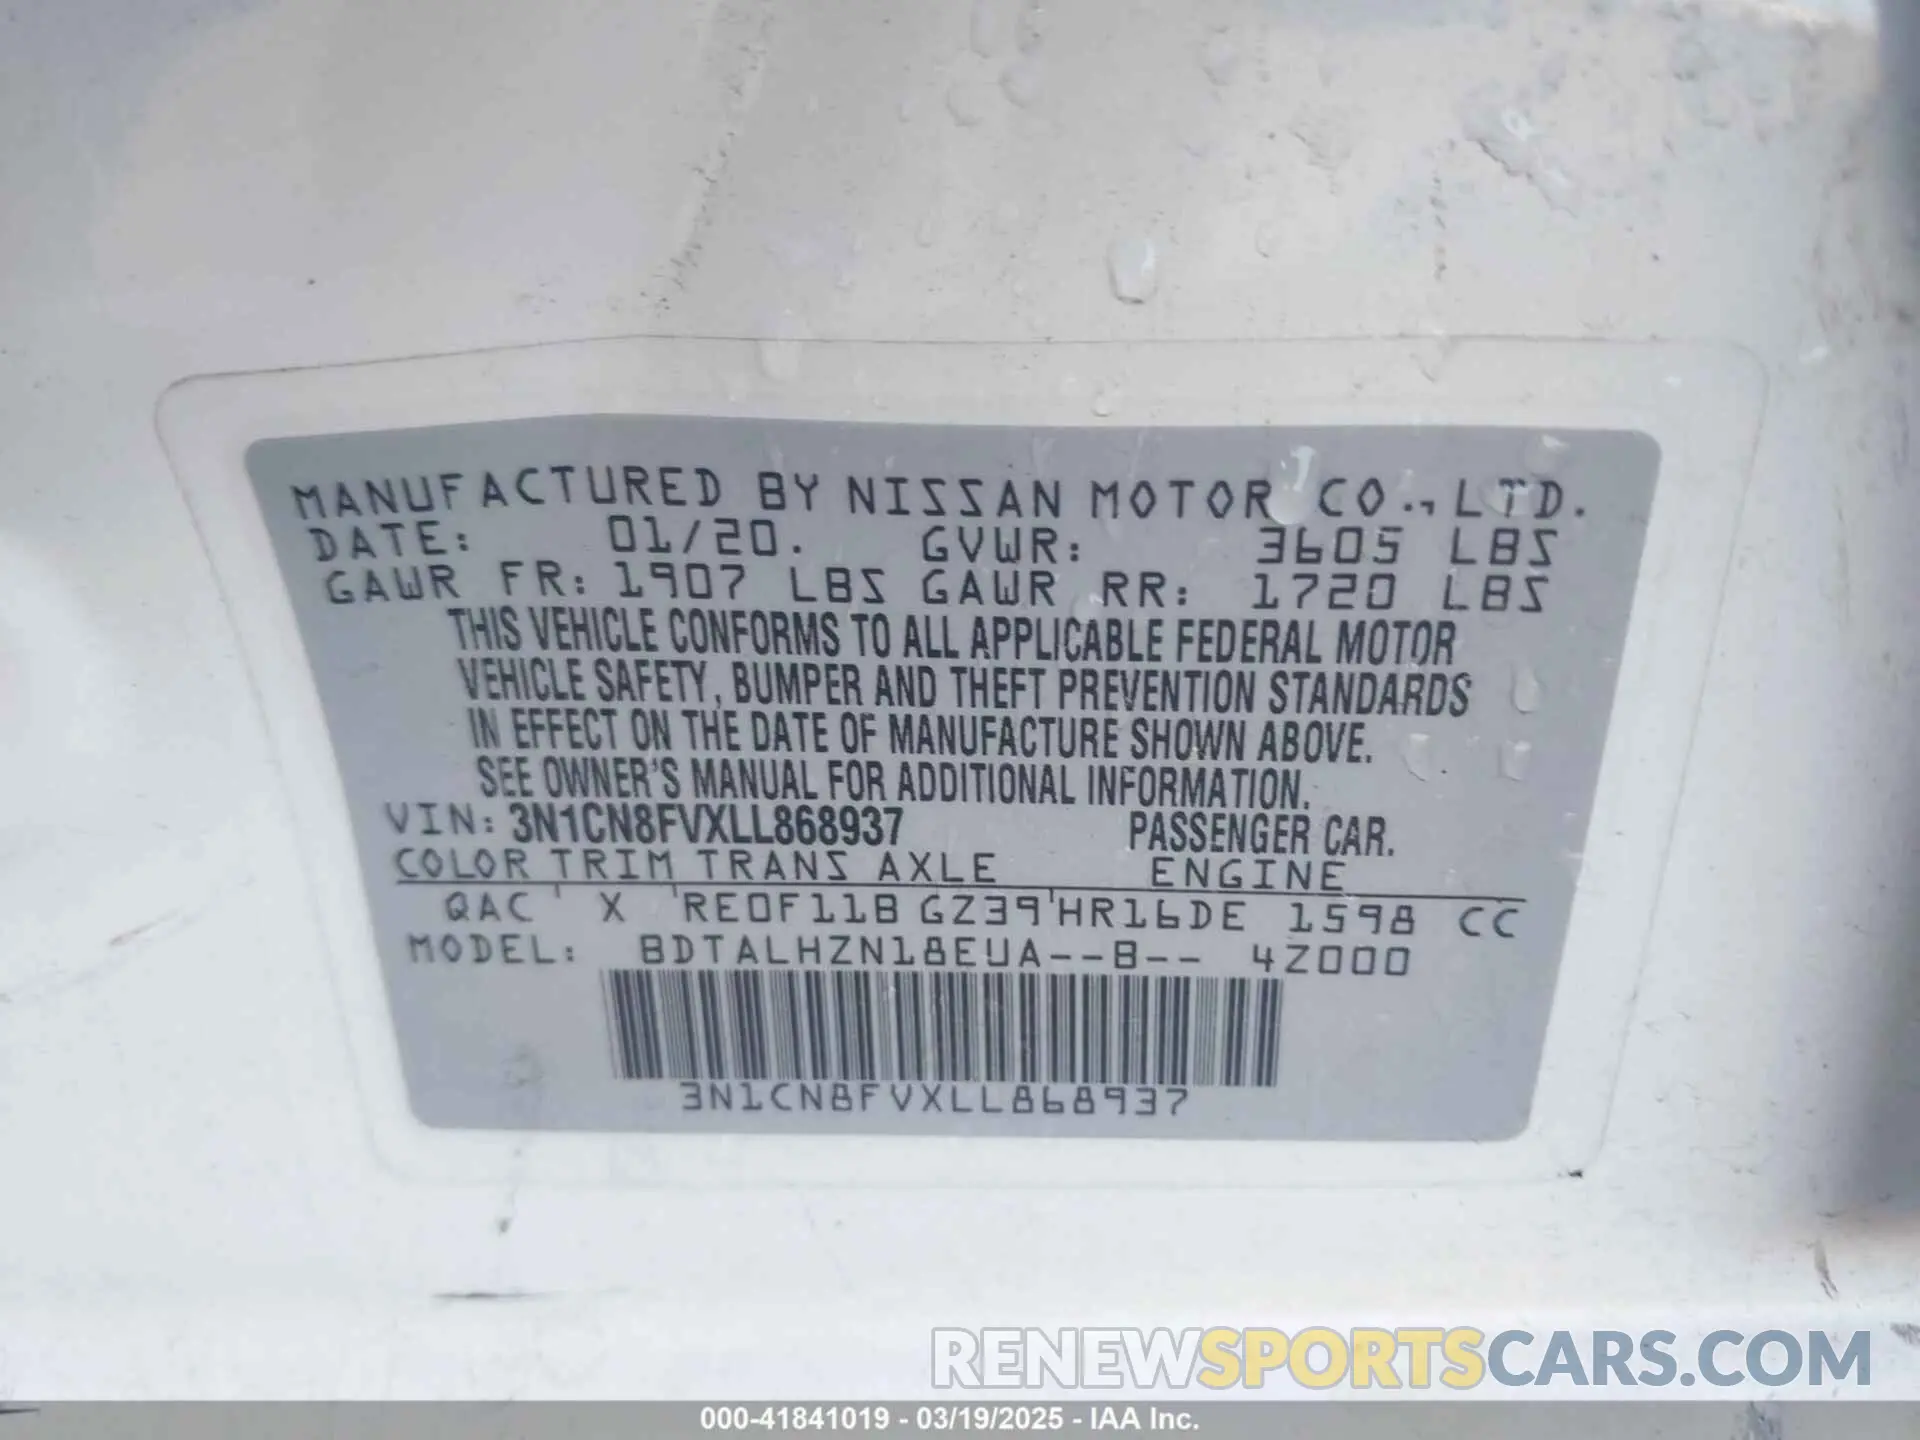 MANUFACTURED BY NISSAN MOTOR CO., LTD.
DATE: 01/20. GVWR: 3605 LBS
GAWR FR: 1907 LBS GAWR RR: 1720 LBS
THIS VEHICLE CONFORMS TO ALL APPLICABLE FEDERAL MOTOR
VEHICLE SAFETY, BUMPER AND THEFT PREVENTION STANDARDS
IN EFFECT ON THE DATE OF MANUFACTURE SHOWN ABOVE.
SEE OWNER'S MANUAL FOR ADDITIONAL INFORMATION.
VIN: 3N1CN8FVXLL868937 PASSENGER CAR.
COLOR TRIM TRANS AXLE ENGINE
QAC X RE0F11B GZ39 HR16DE 1598 CC
MODEL: BDTALHZN18EUA--B-- 4Z000
3N1CN8FVXLL868937
RENEWSPORTSCARS.COM
000-41841019 - 03/19/2025 - IAA Inc.